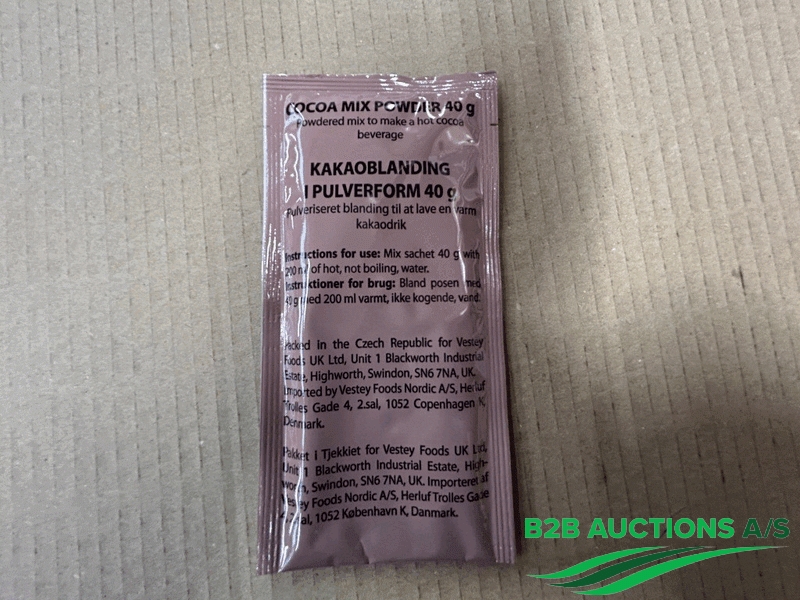 COCOA MIX POWDER 40 g
Powdered mix to make a hot cocoa
beverage
KAKAOBLANDING
I PULVERFORM 40 g
Pulveriseret blanding til at lave en varm
kakaodrik
Instructions for use: Mix sachet 40 g with
200 ml of hot, not boiling, water.
Instruktioner for brug: Bland posen med
40 g med 200 ml varmt, ikke kogende, vand.
Packed in the Czech Republic for Vestey
Foods UK Ltd, Unit 1 Blackworth Industrial
Estate, Highworth, Swindon, SN6 7NA, UK.
Imported by Vestey Foods Nordic A/S, Herluf
Trolles Gade 4, 2.sal, 1052 Copenhagen K,
Denmark.
Pakket i Tjekkiet for Vestey Foods UK Ltd,
Unit 1 Blackworth Industrial Estate, High-
worth, Swindon, SN6 7NA, UK. Importeret af
Vestey Foods Nordic A/S, Herluf Trolles Gade
4, 2.sal, 1052 København K, Danmark.
B2B AUCTIONS A/S